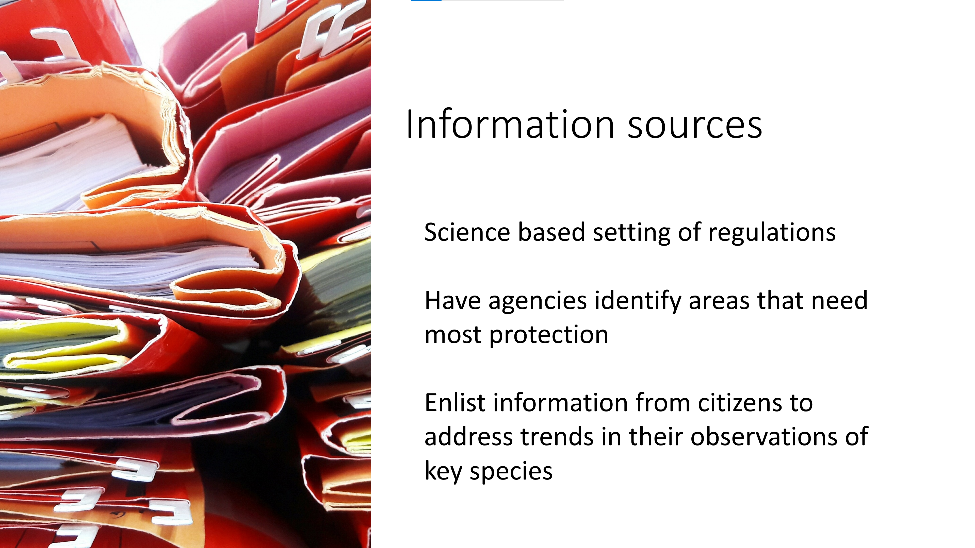 Information sources
Science based setting of regulations
Have agencies identify areas that need
most protection
Enlist information from citizens to
address trends in their observations of
key species